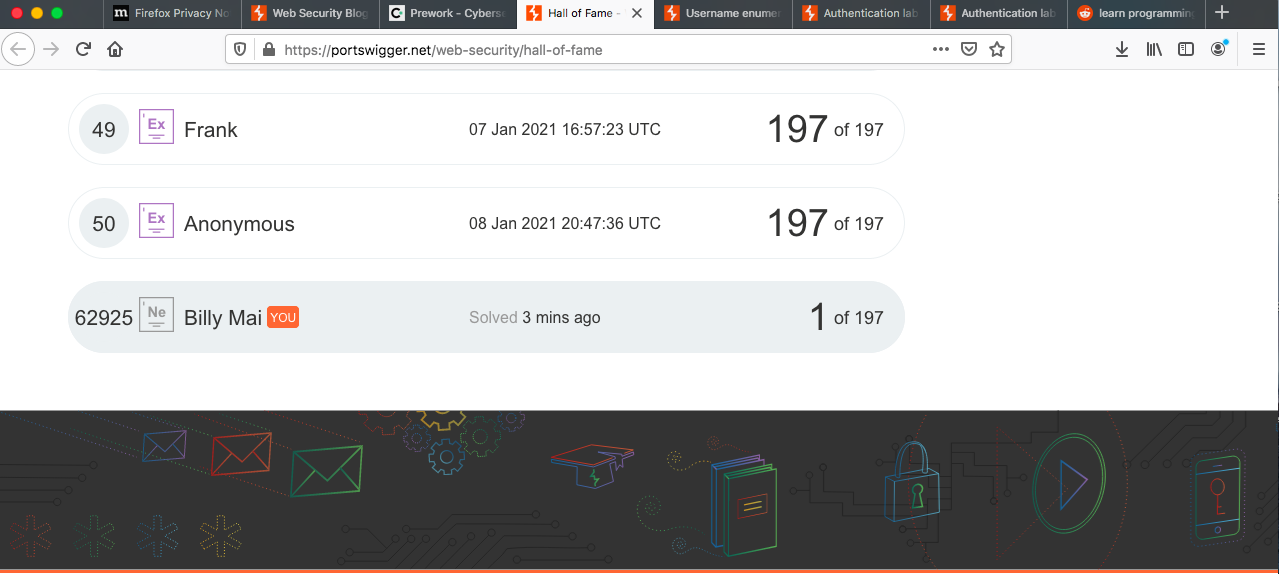 Firefox Privacy No
Web Security Blog
Prework - Cyberse
Hall of Fame -
Username enumer
Authentication lab
Authentication lab
learn programming
https://portswigger.net/web-security/hall-of-fame
49 Ex Frank 07 Jan 2021 16:57:23 UTC 197 of 197
50 Ex Anonymous 08 Jan 2021 20:47:36 UTC 197 of 197
62925 Ne Billy Mai YOU Solved 3 mins ago 1 of 197